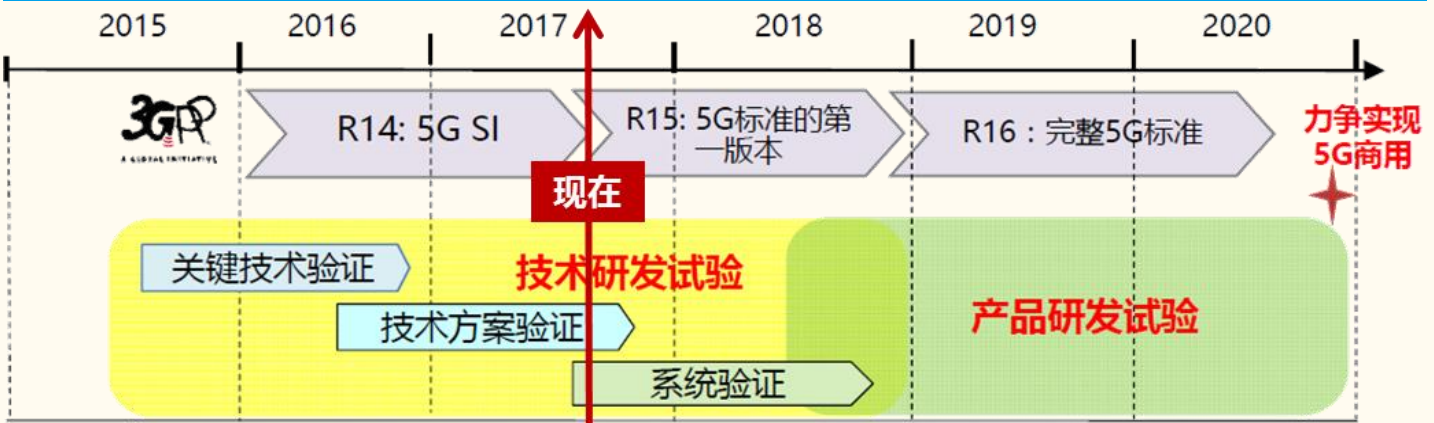 2015 2016 2017 2018 2019 2020
3GPP
A GLOBAL INITIATIVE
R14: 5G SI
R15: 5G标准的第
一版本
R16：完整5G标准
力争实现
5G商用
现在
关键技术验证
技术研发试验
技术方案验证
产品研发试验
系统验证